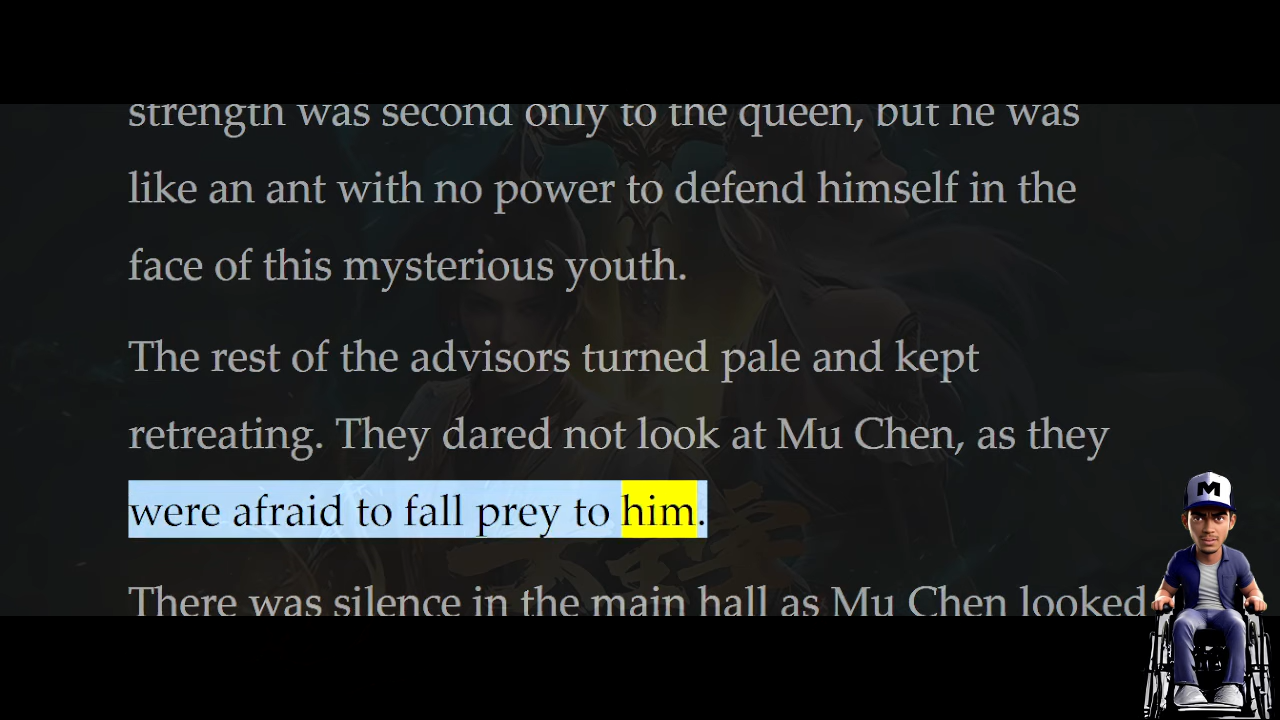 strength was second only to the queen, but he was
like an ant with no power to defend himself in the
face of this mysterious youth.
The rest of the advisors turned pale and kept
retreating. They dared not look at Mu Chen, as they
were afraid to fall prey to him.
There was silence in the main hall as Mu Chen looked
M
M